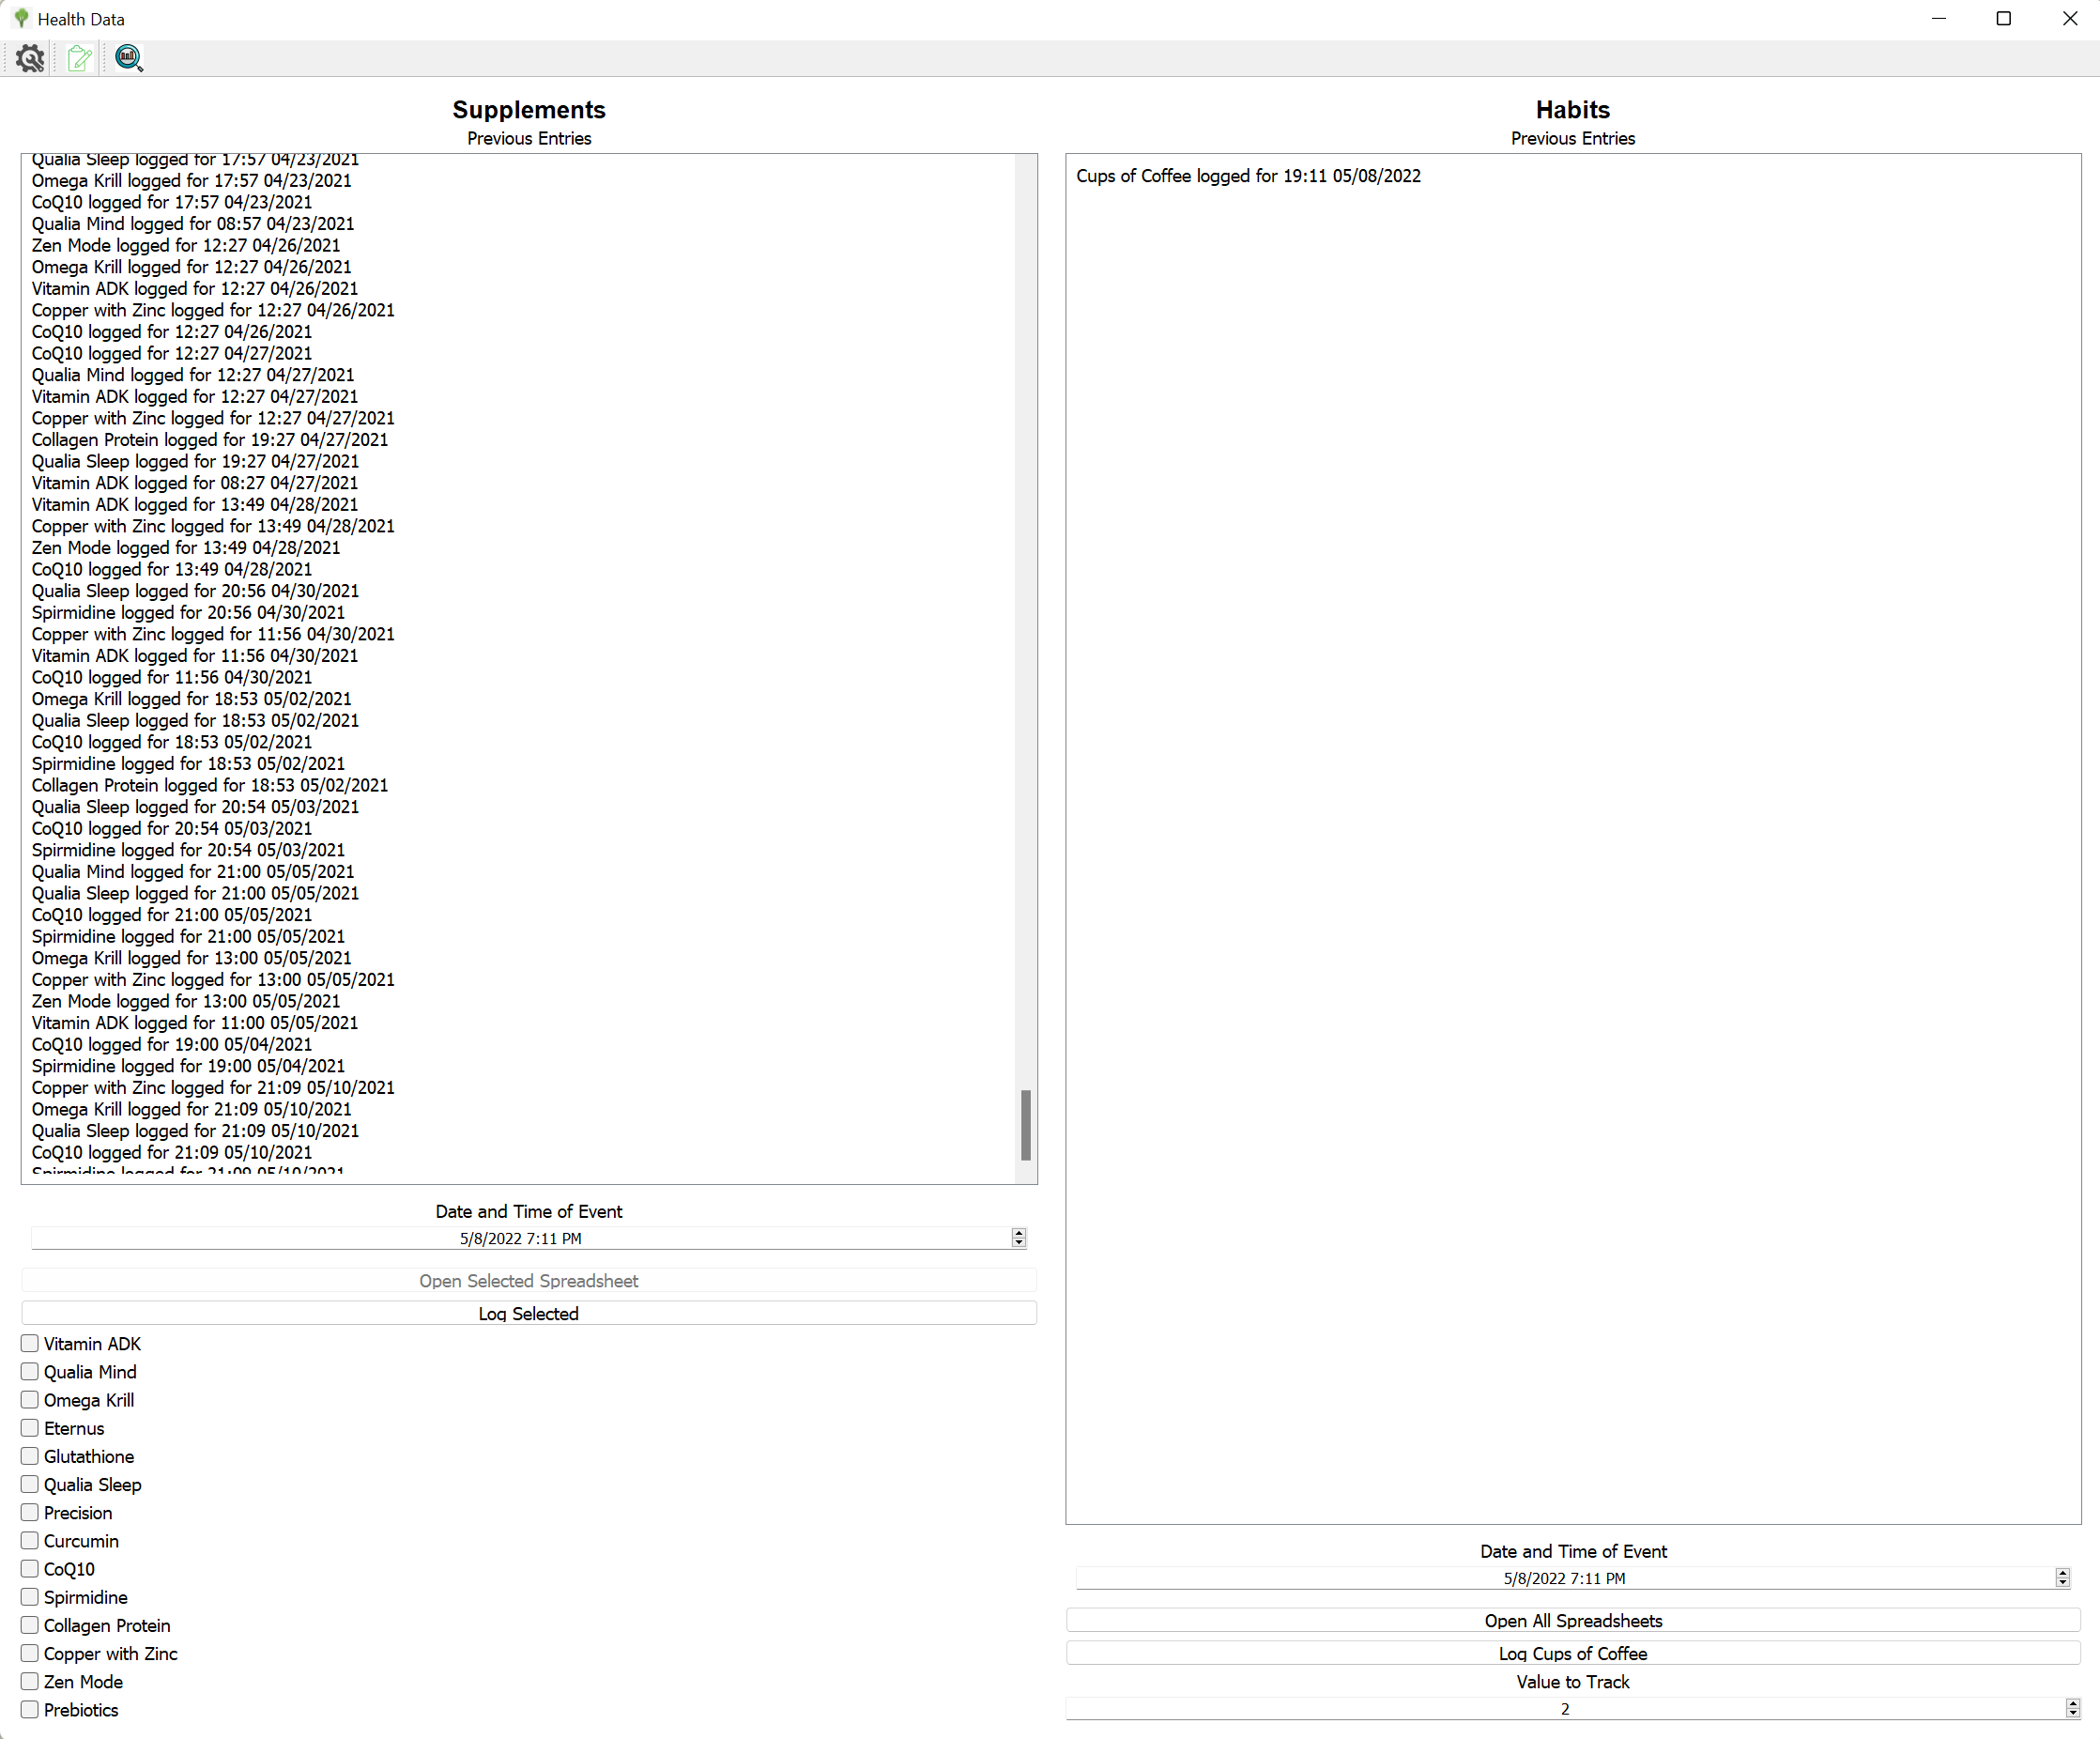 Health Data
Supplements
Previous Entries
Qualia Sleep logged for 17:57 04/23/2021
Omega Krill logged for 17:57 04/23/2021
CoQ10 logged for 17:57 04/23/2021
Qualia Mind logged for 08:57 04/23/2021
Zen Mode logged for 12:27 04/26/2021
Omega Krill logged for 12:27 04/26/2021
Vitamin ADK logged for 12:27 04/26/2021
Copper with Zinc logged for 12:27 04/26/2021
CoQ10 logged for 12:27 04/26/2021
CoQ10 logged for 12:27 04/27/2021
Qualia Mind logged for 12:27 04/27/2021
Vitamin ADK logged for 12:27 04/27/2021
Copper with Zinc logged for 12:27 04/27/2021
Collagen Protein logged for 19:27 04/27/2021
Qualia Sleep logged for 19:27 04/27/2021
Vitamin ADK logged for 08:27 04/27/2021
Vitamin ADK logged for 13:49 04/28/2021
Copper with Zinc logged for 13:49 04/28/2021
Zen Mode logged for 13:49 04/28/2021
CoQ10 logged for 13:49 04/28/2021
Qualia Sleep logged for 20:56 04/30/2021
Spirmidine logged for 20:56 04/30/2021
Copper with Zinc logged for 11:56 04/30/2021
Vitamin ADK logged for 11:56 04/30/2021
CoQ10 logged for 11:56 04/30/2021
Omega Krill logged for 18:53 05/02/2021
Qualia Sleep logged for 18:53 05/02/2021
CoQ10 logged for 18:53 05/02/2021
Spirmidine logged for 18:53 05/02/2021
Collagen Protein logged for 18:53 05/02/2021
Qualia Sleep logged for 20:54 05/03/2021
CoQ10 logged for 20:54 05/03/2021
Spirmidine logged for 20:54 05/03/2021
Qualia Mind logged for 21:00 05/05/2021
Qualia Sleep logged for 21:00 05/05/2021
CoQ10 logged for 21:00 05/05/2021
Spirmidine logged for 21:00 05/05/2021
Omega Krill logged for 13:00 05/05/2021
Copper with Zinc logged for 13:00 05/05/2021
Zen Mode logged for 13:00 05/05/2021
Vitamin ADK logged for 11:00 05/05/2021
CoQ10 logged for 19:00 05/04/2021
Spirmidine logged for 19:00 05/04/2021
Copper with Zinc logged for 21:09 05/10/2021
Omega Krill logged for 21:09 05/10/2021
Qualia Sleep logged for 21:09 05/10/2021
CoQ10 logged for 21:09 05/10/2021
Spirmidine logged for 21:09 05/10/2021
Date and Time of Event
5/8/2022 7:11 PM
Open Selected Spreadsheet
Log Selected
Vitamin ADK
Qualia Mind
Omega Krill
Eternus
Glutathione
Qualia Sleep
Precision
Curcumin
CoQ10
Spirmidine
Collagen Protein
Copper with Zinc
Zen Mode
Prebiotics
Habits
Previous Entries
Cups of Coffee logged for 19:11 05/08/2022
Date and Time of Event
5/8/2022 7:11 PM
Open All Spreadsheets
Log Cups of Coffee
Value to Track
2